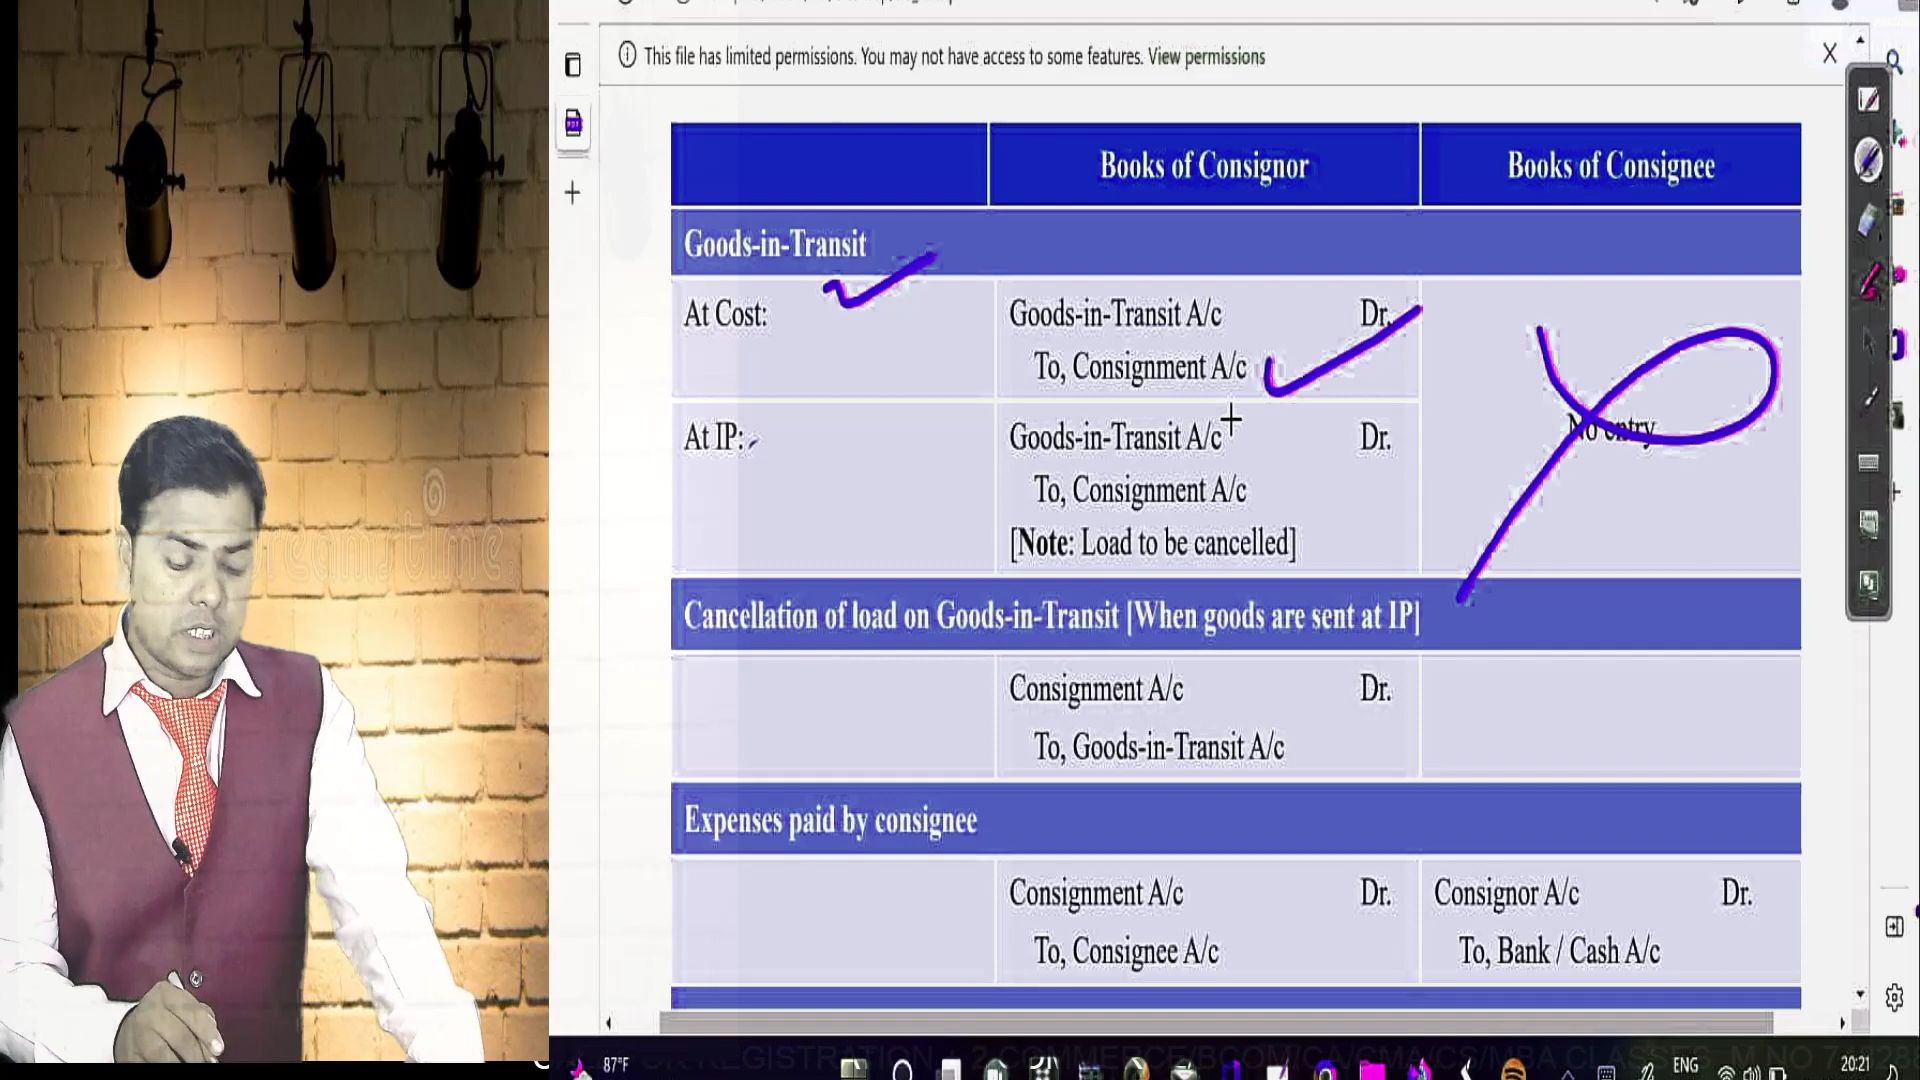 This file has limited permissions. You may not have access to some features. View permissions
Books of Consignor
Books of Consignee
Goods-in-Transit
At Cost:
Goods-in-Transit A/c Dr.
To, Consignment A/c
No entry
At IP:
Goods-in-Transit A/c Dr.
To, Consignment A/c
[Note: Load to be cancelled]
Cancellation of load on Goods-in-Transit [When goods are sent at IP]
Consignment A/c Dr.
To, Goods-in-Transit A/c
Expenses paid by consignee
Consignment A/c Dr.
To, Consignee A/c
Consignor A/c Dr.
To, Bank / Cash A/c
87°F
ENG
20:21